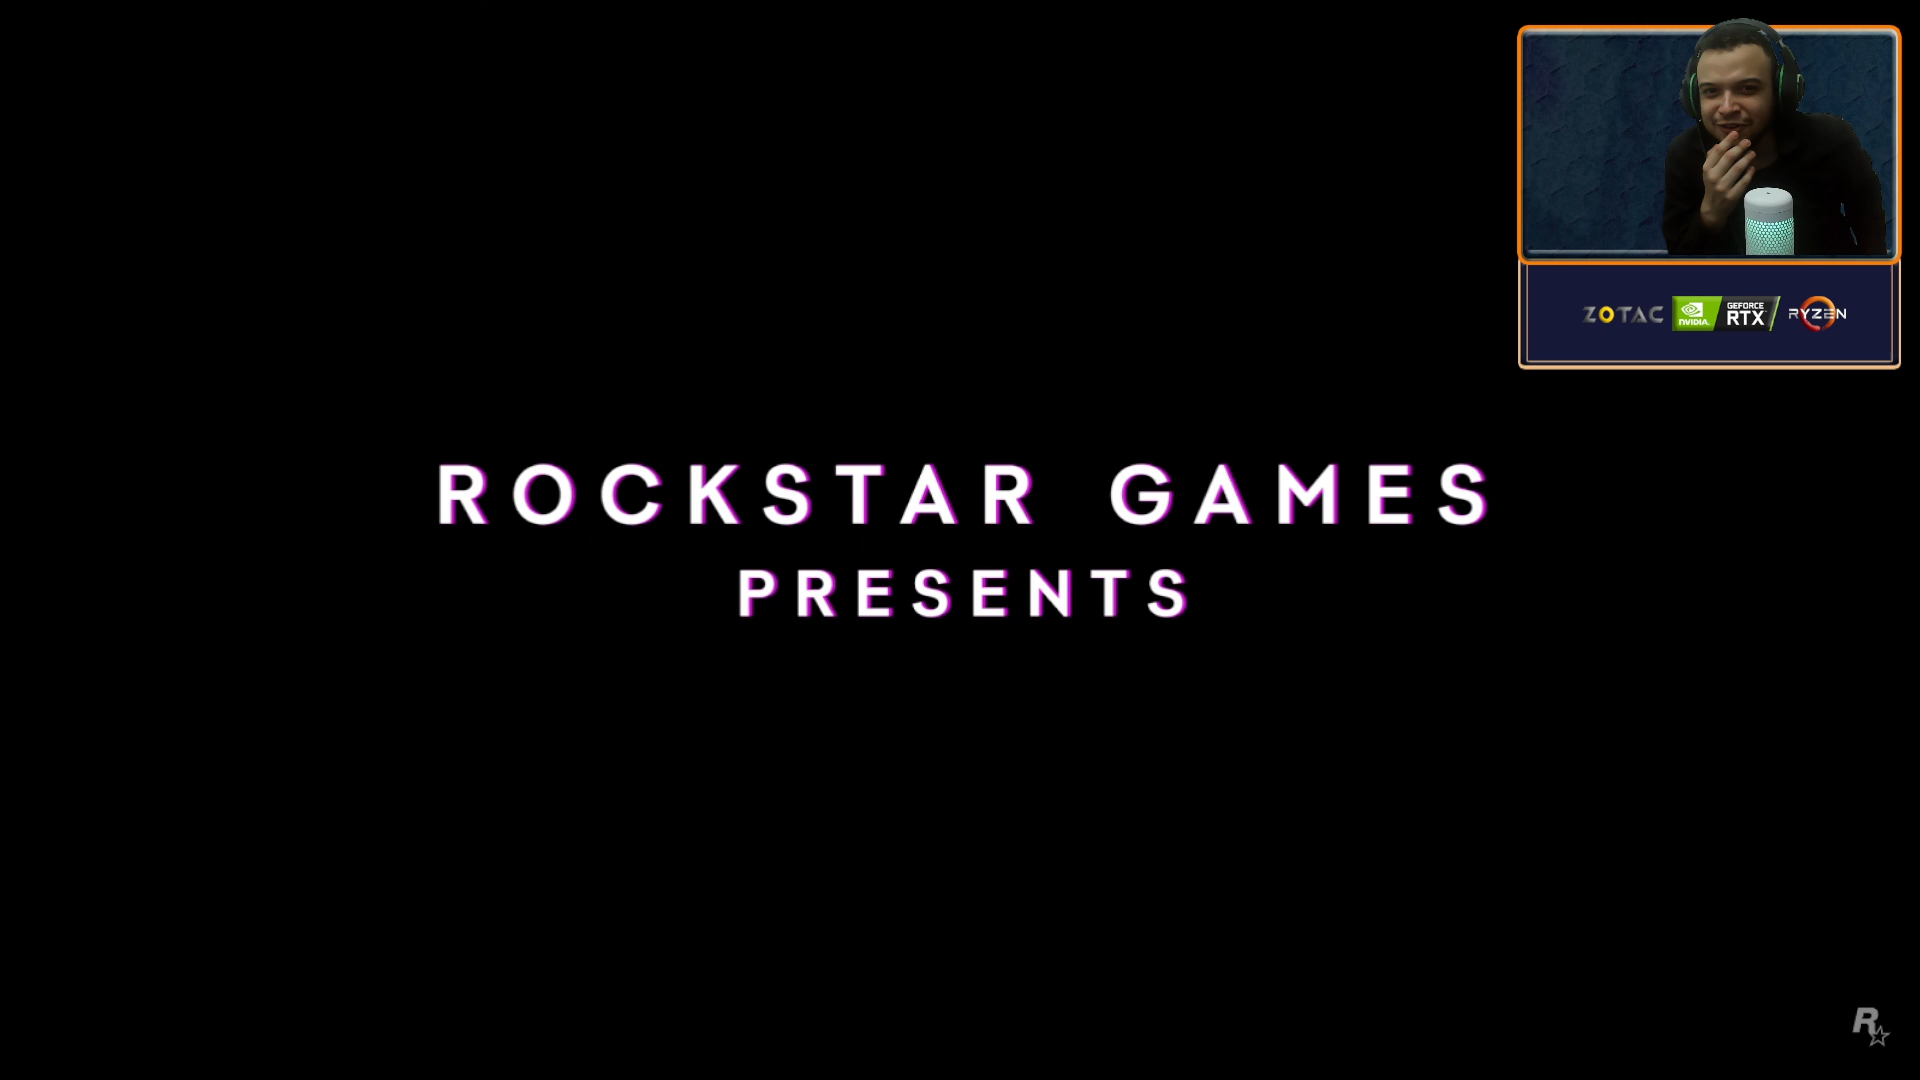 ROCKSTAR GAMES
PRESENTS
ZOTAC
NVIDIA.
GEFORCE
RTX
RYZEN
R